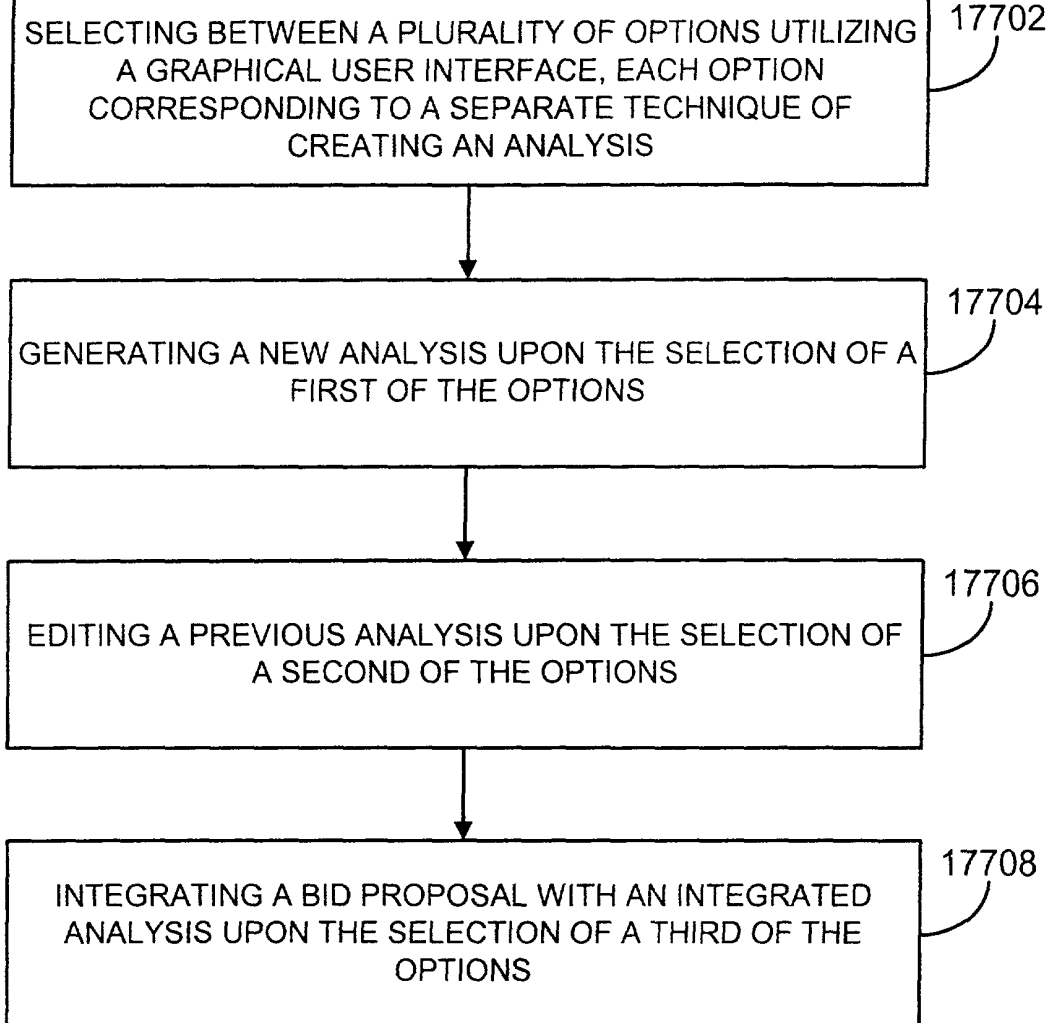 17702
SELECTING BETWEEN A PLURALITY OF OPTIONS UTILIZING
A GRAPHICAL USER INTERFACE, EACH OPTION
CORRESPONDING TO A SEPARATE TECHNIQUE OF
CREATING AN ANALYSIS
17704
GENERATING A NEW ANALYSIS UPON THE SELECTION OF A
FIRST OF THE OPTIONS
17706
EDITING A PREVIOUS ANALYSIS UPON THE SELECTION OF
A SECOND OF THE OPTIONS
17708
INTEGRATING A BID PROPOSAL WITH AN INTEGRATED
ANALYSIS UPON THE SELECTION OF A THIRD OF THE
OPTIONS